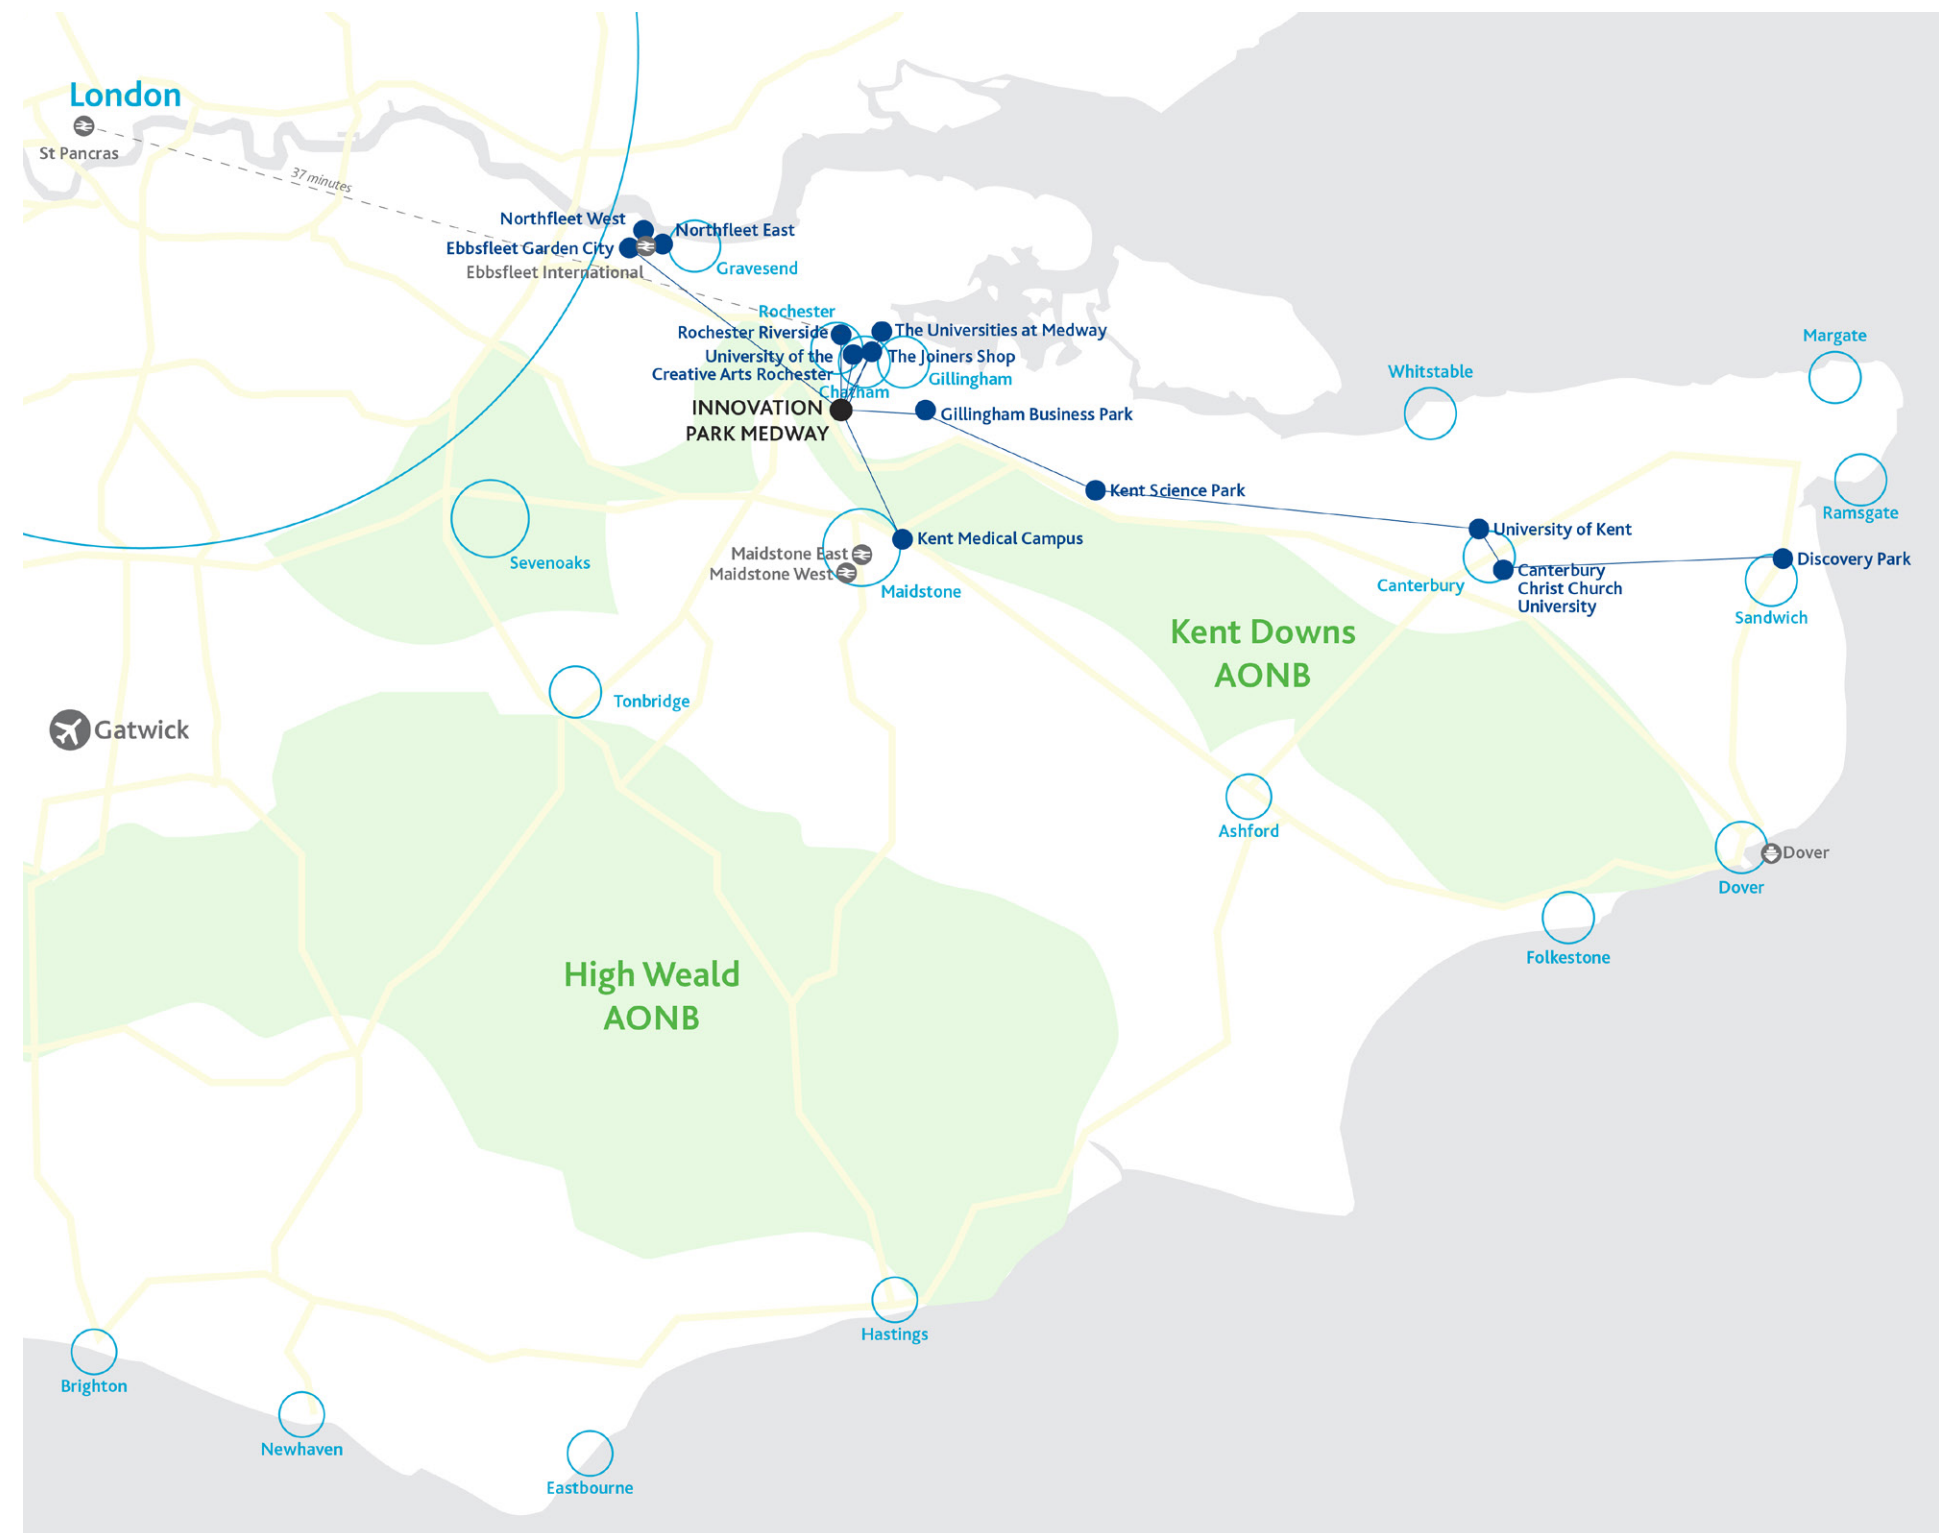 London
St Pancras
37 minutes
Northfleet West
Northfleet East
Ebbsfleet Garden City
Ebbsfleet International
Gravesend
Rochester
Rochester Riverside
The Universities at Medway
University of the
Creative Arts Rochester
The Joiners Shop
Gillingham
Chatham
INNOVATION
PARK MEDWAY
Gillingham Business Park
Margate
Whitstable
Kent Science Park
Ramsgate
University of Kent
Kent Medical Campus
Maidstone East
Maidstone West
Maidstone
Sevenoaks
Discovery Park
Canterbury
Christ Church
University
Canterbury
Sandwich
Kent Downs
AONB
Tonbridge
Gatwick
Ashford
Dover
Dover
Folkestone
High Weald
AONB
Hastings
Brighton
Newhaven
Eastbourne